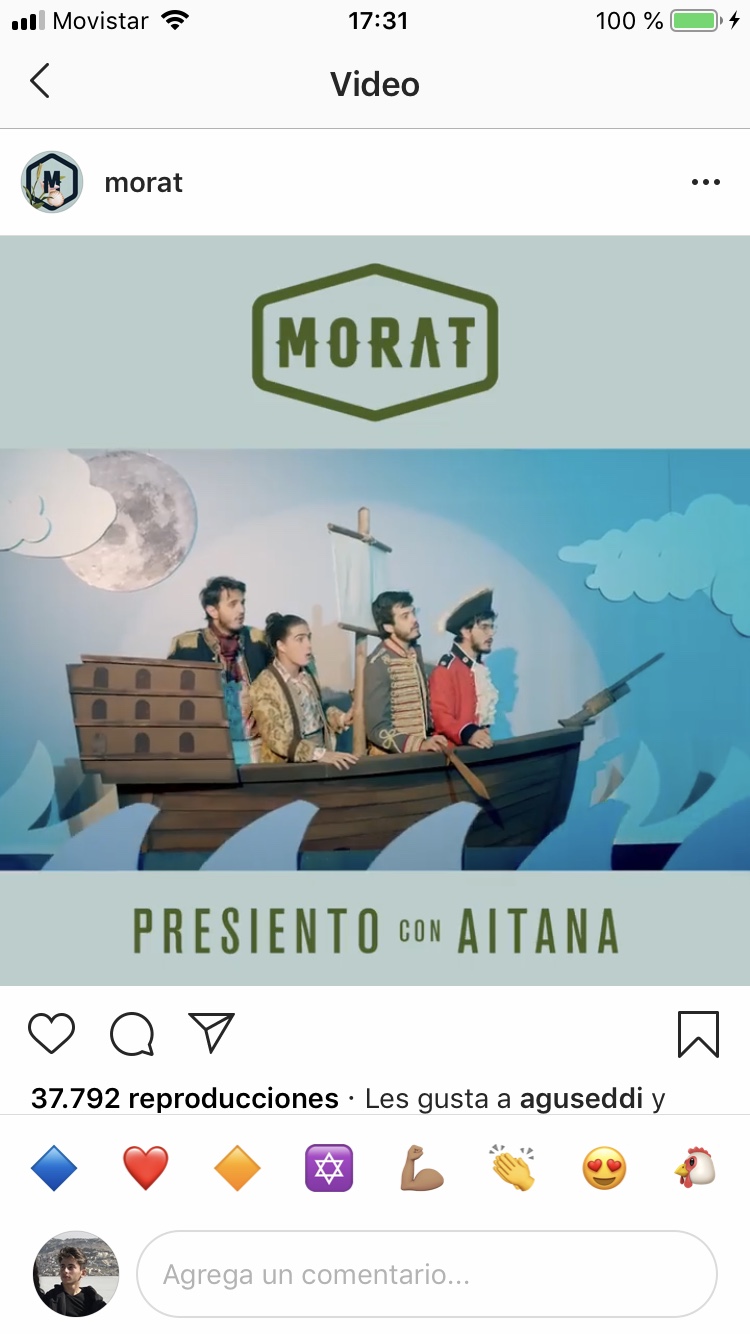 Movistar 17:31 100 %
Video
M
morat
MORAT
PRESIENTO CON AITANA
37.792 reproducciones · Les gusta a aguseddi y
Agrega un comentario...